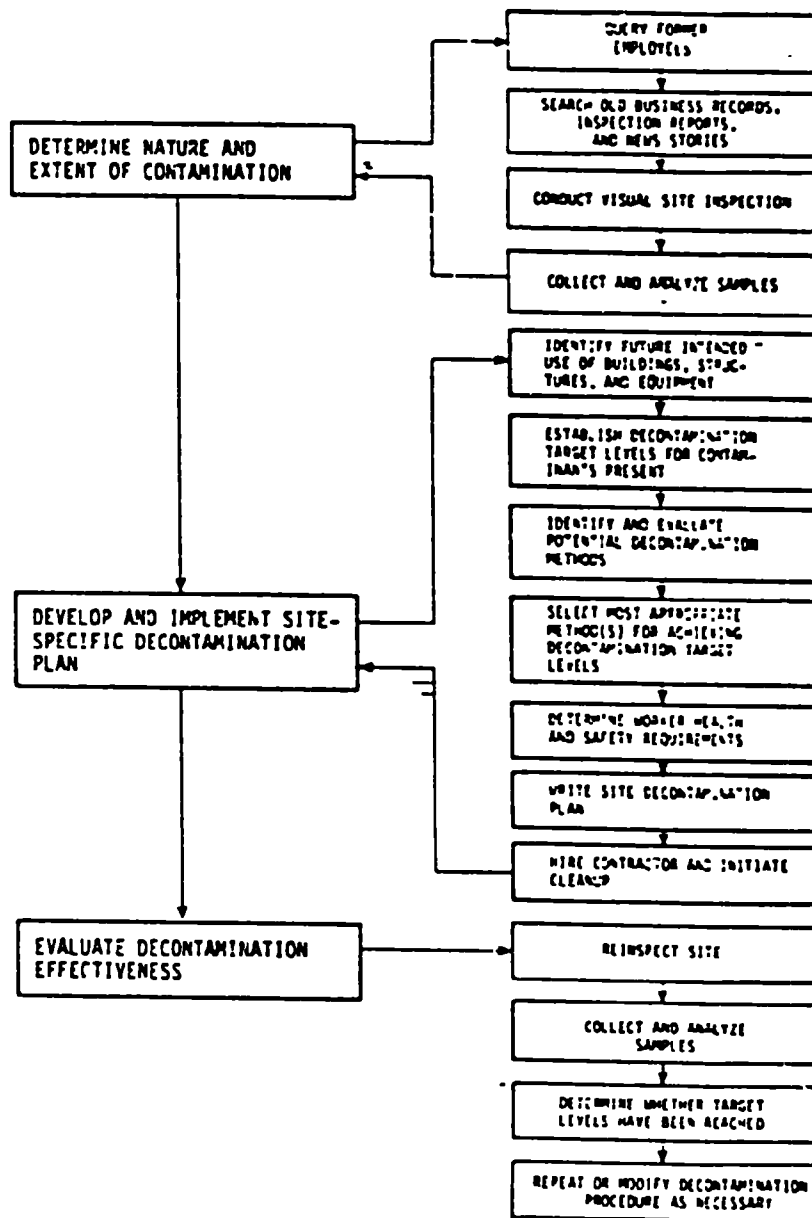 QUERY FORMER
EMPLOYEES
SEARCH OLD BUSINESS RECORDS,
INSPECTION REPORTS,
AND NEWS STORIES
DETERMINE NATURE AND
EXTENT OF CONTAMINATION
CONDUCT VISUAL SITE INSPECTION
COLLECT AND ANALYZE SAMPLES
IDENTIFY FUTURE INTENDED
USE OF BUILDINGS, STRUC-
TURES, AND EQUIPMENT
ESTABLISH DECONTAMINATION
TARGET LEVELS FOR CONTAM-
INANTS PRESENT
IDENTIFY AND EVALUATE
POTENTIAL DECONTAMINATION
METHODS
DEVELOP AND IMPLEMENT SITE-
SPECIFIC DECONTAMINATION
PLAN
SELECT MOST APPROPRIATE
METHOD(S) FOR ACHIEVING
DECONTAMINATION TARGET
LEVELS
DETERMINE WORKER HEALTH
AND SAFETY REQUIREMENTS
WRITE SITE DECONTAMINATION
PLAN
HIRE CONTRACTOR AND INITIATE
CLEANUP
EVALUATE DECONTAMINATION
EFFECTIVENESS
REINSPECT SITE
COLLECT AND ANALYZE
SAMPLES
DETERMINE WHETHER TARGET
LEVELS HAVE BEEN REACHED
REPEAT OR MODIFY DECONTAMINATION
PROCEDURE AS NECESSARY